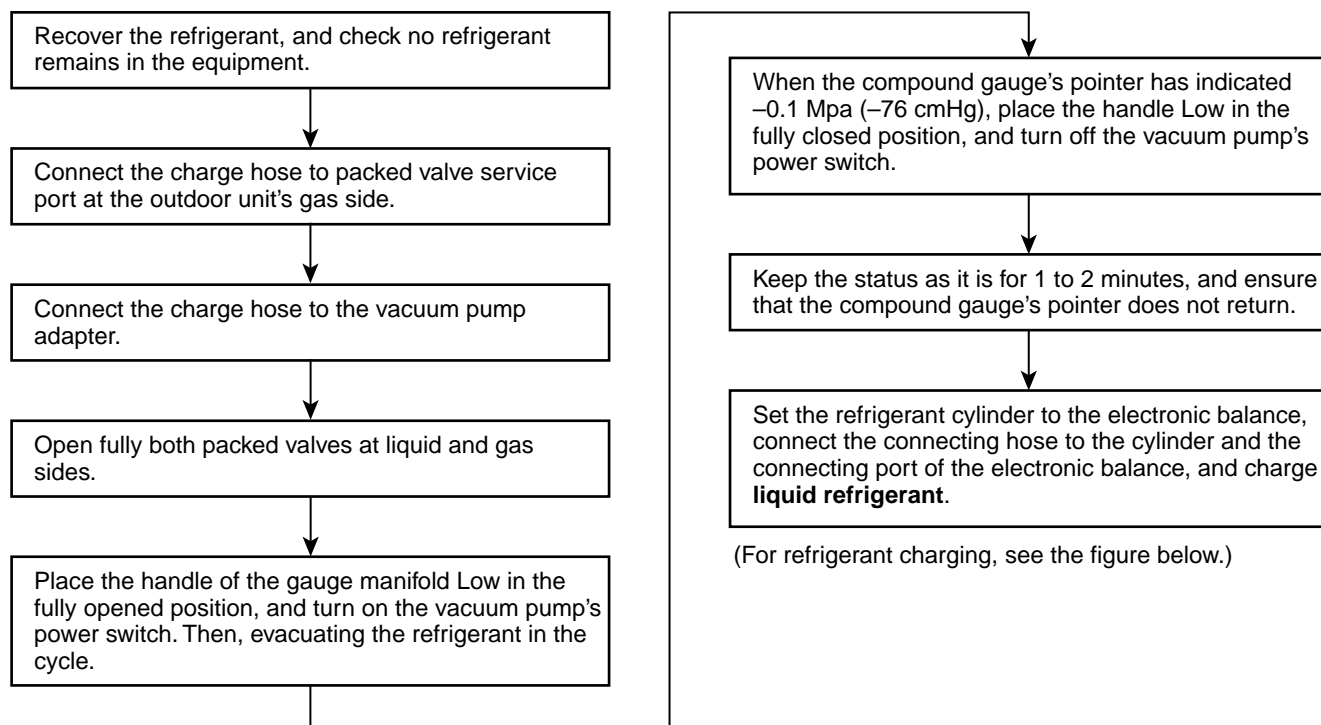 Recover the refrigerant, and check no refrigerant
remains in the equipment.
Connect the charge hose to packed valve service
port at the outdoor unit's gas side.
Connect the charge hose to the vacuum pump
adapter.
Open fully both packed valves at liquid and gas
sides.
Place the handle of the gauge manifold Low in the
fully opened position, and turn on the vacuum pump's
power switch. Then, evacuating the refrigerant in the
cycle.
When the compound gauge's pointer has indicated
–0.1 Mpa (–76 cmHg), place the handle Low in the
fully closed position, and turn off the vacuum pump's
power switch.
Keep the status as it is for 1 to 2 minutes, and ensure
that the compound gauge's pointer does not return.
Set the refrigerant cylinder to the electronic balance,
connect the connecting hose to the cylinder and the
connecting port of the electronic balance, and charge
liquid refrigerant.
(For refrigerant charging, see the figure below.)